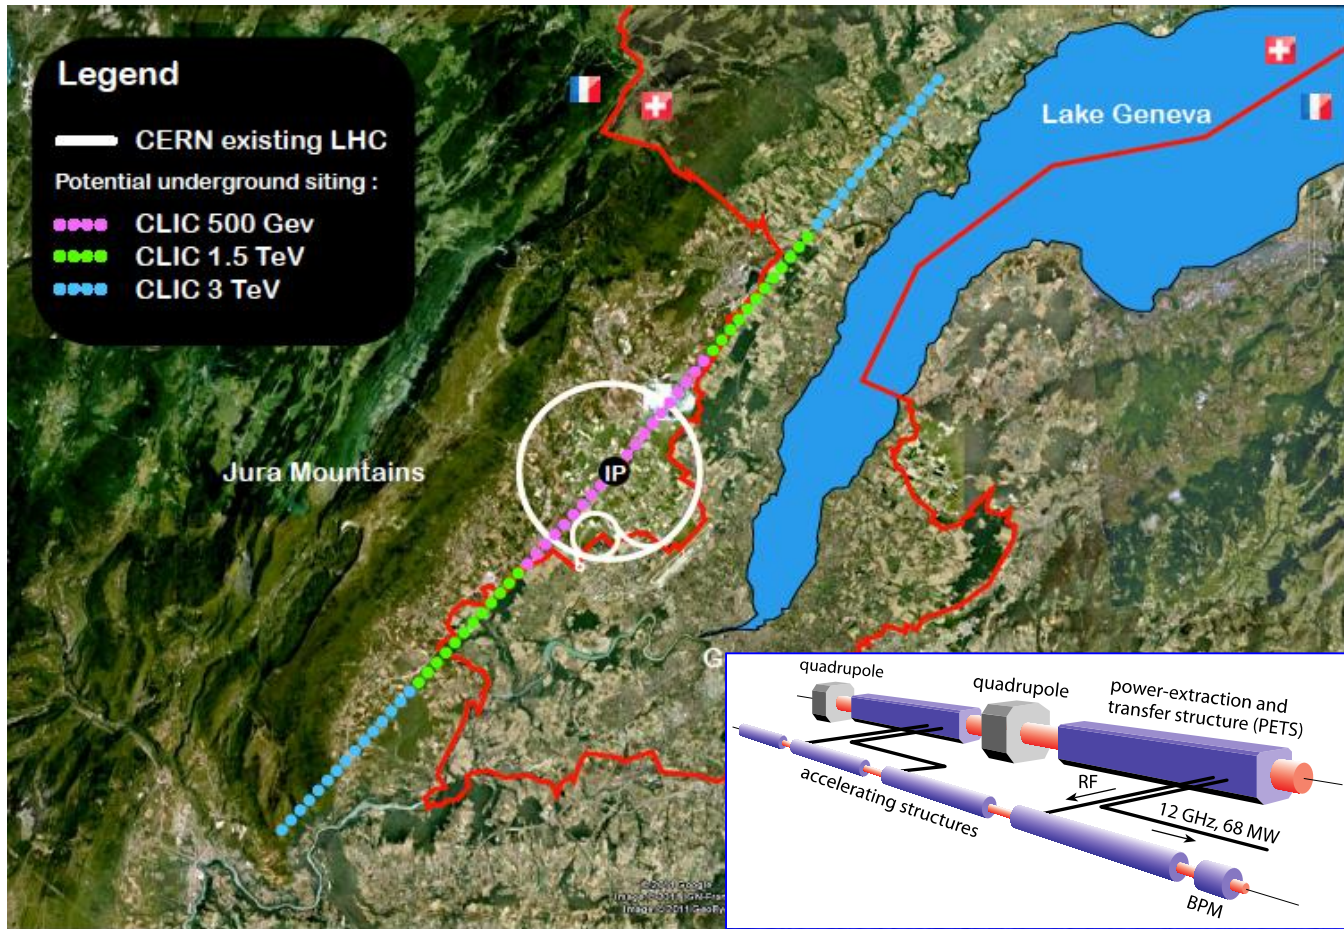 Legend
CERN existing LHC
Potential underground siting :
CLIC 500 Gev
CLIC 1.5 TeV
CLIC 3 TeV
Lake Geneva
Jura Mountains
IP
G
quadrupole
quadrupole
power-extraction and
transfer structure (PETS)
accelerating structures
RF
12 GHz, 68 MW
BPM